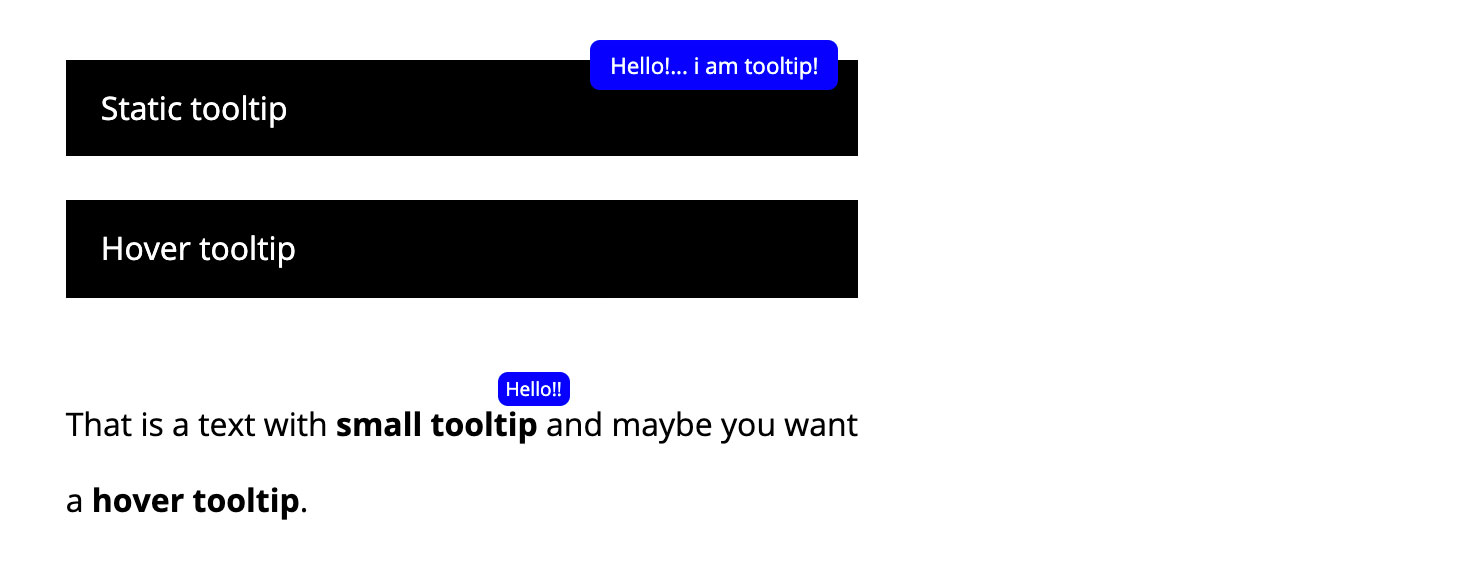 Hello!... i am tooltip!
Static tooltip
Hover tooltip
Hello!!
That is a text with small tooltip and maybe you want
a hover tooltip.